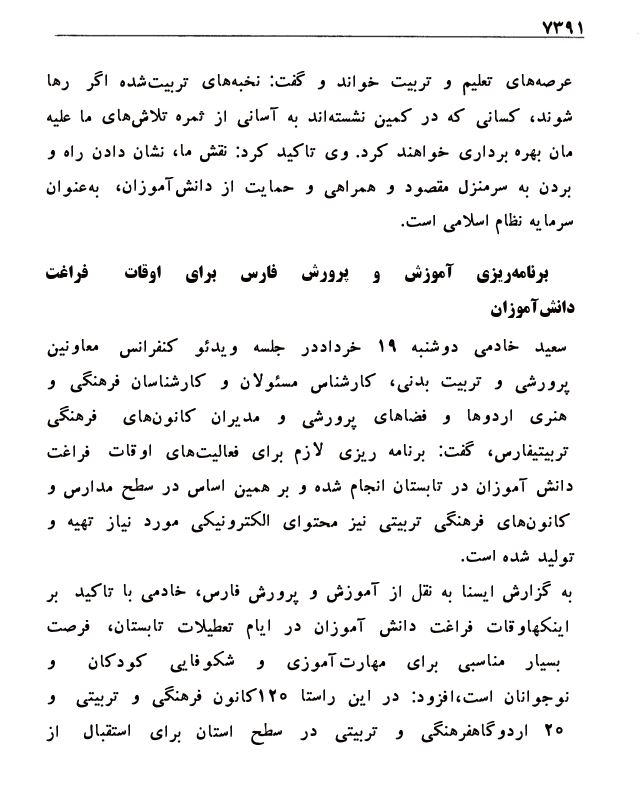 ۷۳۹۱
عرصه‌های تعلیم و تربیت خواند و گفت: نخبه‌های تربیت‌شده اگر رها
شوند، کسانی که در کمین نشسته‌اند به آسانی از ثمره تلاش‌های ما علیه
مان بهره برداری خواهند کرد. وی تاکید کرد: نقش ما، نشان دادن راه و
بردن به سرمنزل مقصود و همراهی و حمایت از دانش‌آموزان، به‌عنوان
سرمایه نظام اسلامی است.
برنامه‌ریزی آموزش و پرورش فارس برای اوقات فراغت
دانش‌آموزان
سعید خادمی دوشنبه ۱۹ خرداددر جلسه ویدئو کنفرانس معاونین
پرورشی و تربیت بدنی، کارشناس مسئولان و کارشناسان فرهنگی و
هنری اردوها و فضاهای پرورشی و مدیران کانون‌های فرهنگی
تربیتیفارس، گفت: برنامه ریزی لازم برای فعالیت‌های اوقات فراغت
دانش آموزان در تابستان انجام شده و بر همین اساس در سطح مدارس و
کانون‌های فرهنگی تربیتی نیز محتوای الکترونیکی مورد نیاز تهیه و
تولید شده است.
به گزارش ایسنا به نقل از آموزش و پرورش فارس، خادمی با تاکید بر
اینکهاوقات فراغت دانش آموزان در ایام تعطیلات تابستان، فرصت
بسیار مناسبی برای مهارت‌آموزی و شکوفایی کودکان و
نوجوانان است،افزود: در این راستا ۱۲۰کانون فرهنگی و تربیتی و
۲۵ اردوگاهفرهنگی و تربیتی در سطح استان برای استقبال از